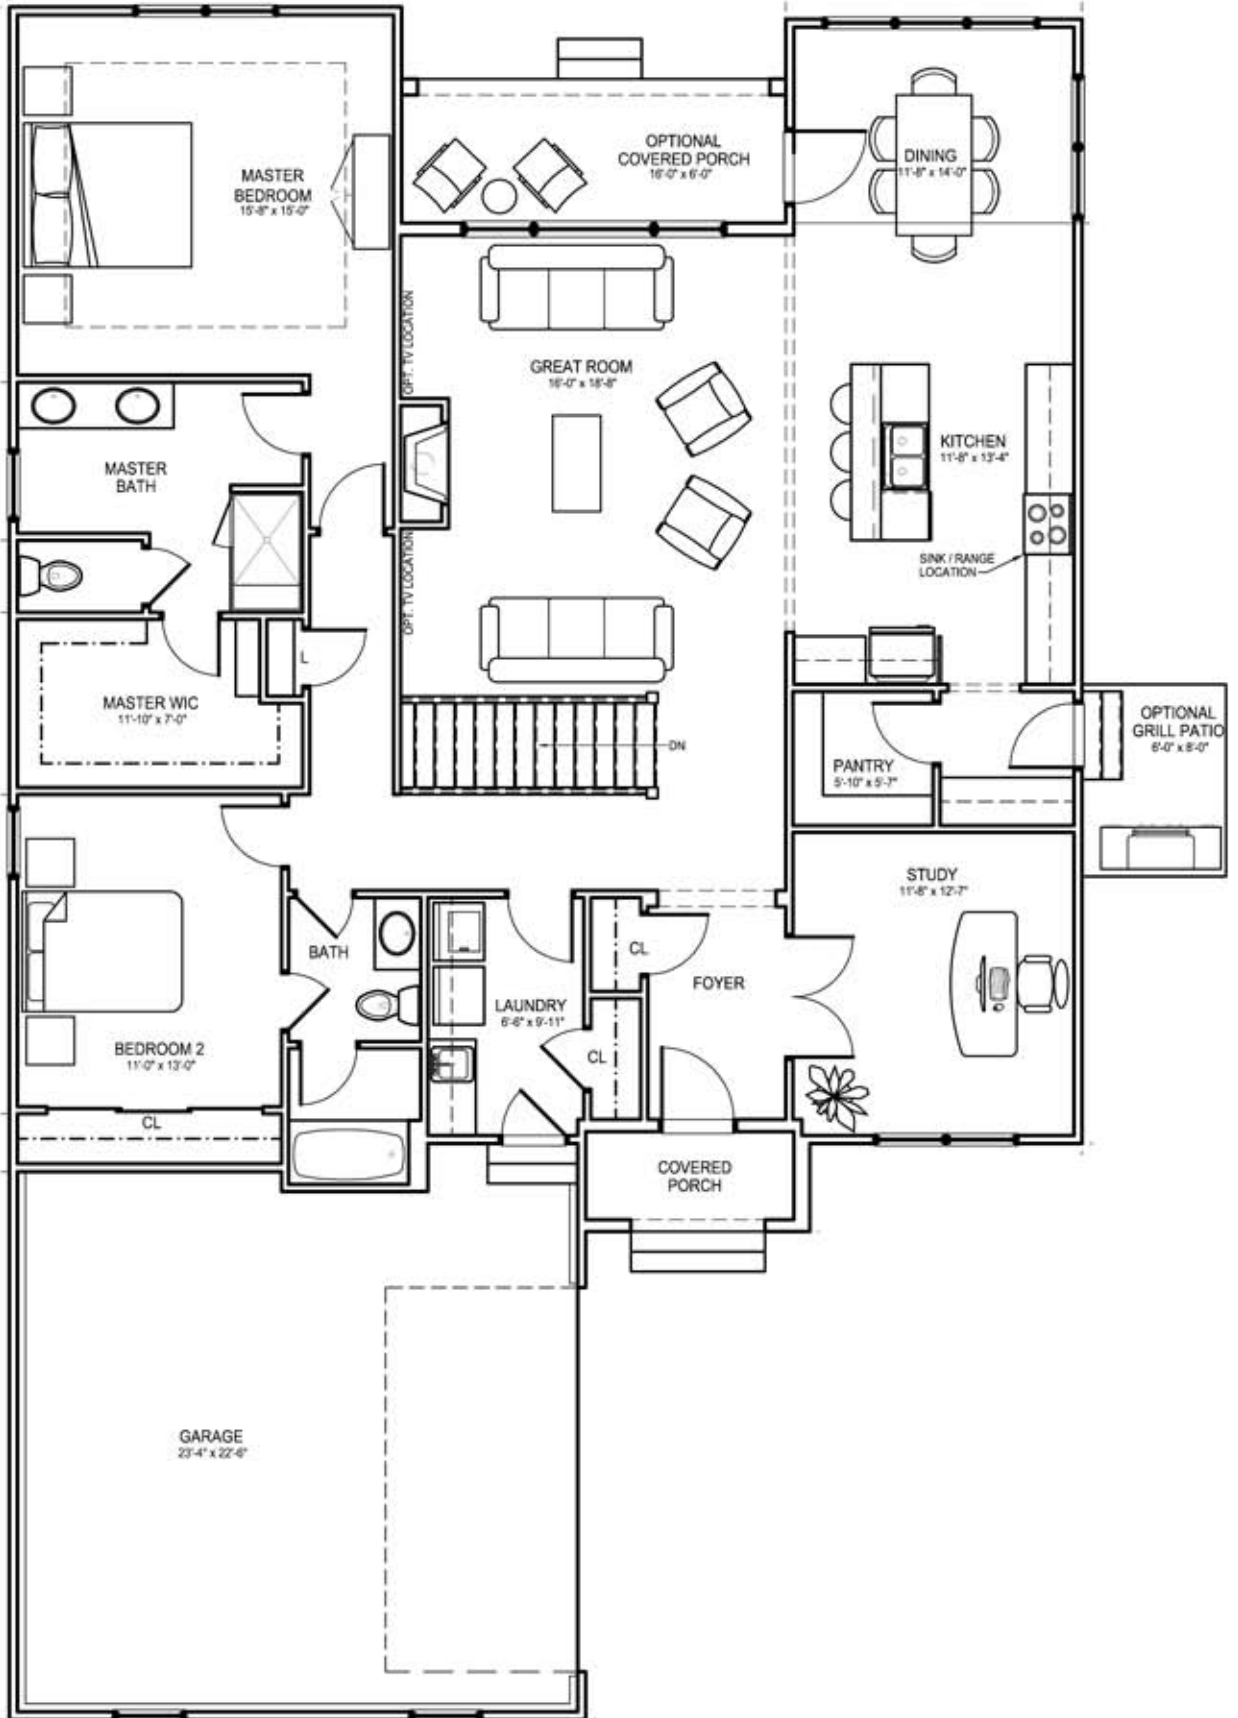 OPTIONAL
COVERED PORCH
16'-0" x 6'-0"
DINING
11'-8" x 14'-0"
MASTER
BEDROOM
15'-8" x 15'-0"
OPT. TV LOCATION
GREAT ROOM
16'-0" x 18'-8"
KITCHEN
11'-8" x 13'-4"
MASTER
BATH
SINK / RANGE
LOCATION
OPT. TV LOCATION
L
MASTER WIC
11'-10" x 7'-0"
DN
OPTIONAL
GRILL PATIO
6'-0" x 8'-0"
PANTRY
5'-10" x 5'-7"
STUDY
11'-8" x 12'-7"
BATH
CL
FOYER
LAUNDRY
6'-6" x 9'-11"
BEDROOM 2
11'-0" x 13'-0"
CL
CL
COVERED
PORCH
GARAGE
23'-4" x 22'-6"